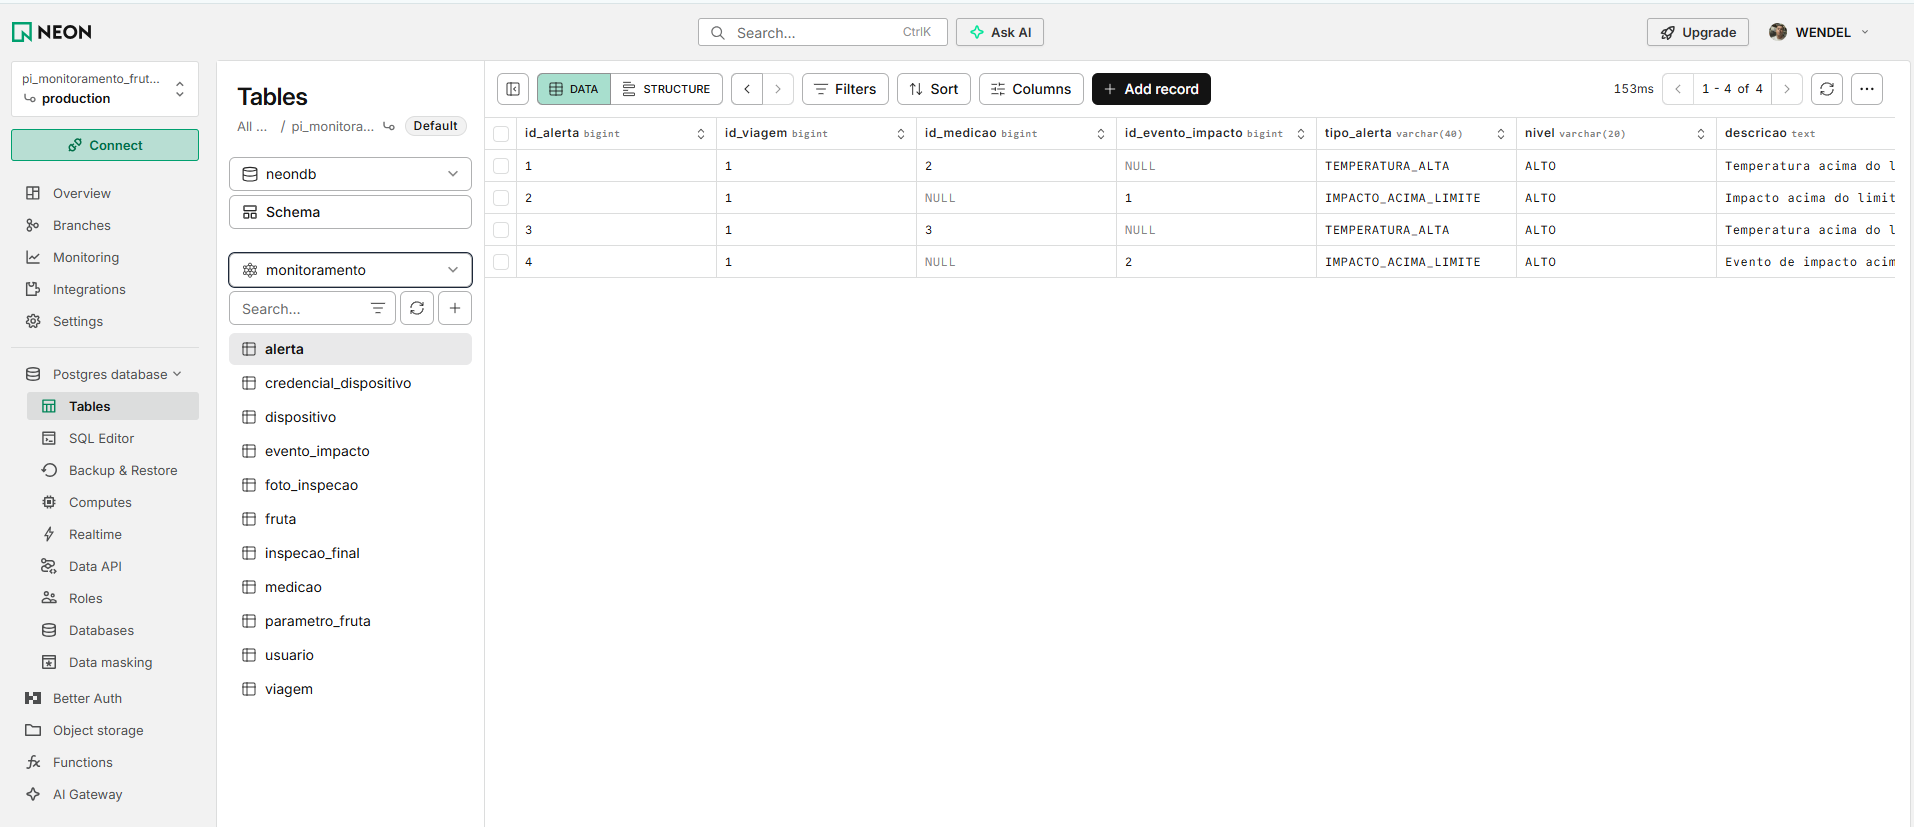 NEON
Search...
CtrlK
Ask AI
Upgrade
WENDEL
pi_monitoramento_frut...
production
Connect
Overview
Branches
Monitoring
Integrations
Settings
Postgres database
Tables
SQL Editor
Backup & Restore
Computes
Realtime
Data API
Roles
Databases
Data masking
Better Auth
Object storage
Functions
AI Gateway
Tables
All ... / pi_monitora... Default
neondb
Schema
monitoramento
Search...
alerta
credencial_dispositivo
dispositivo
evento_impacto
foto_inspecao
fruta
inspecao_final
medicao
parametro_fruta
usuario
viagem
DATA STRUCTURE Filters Sort Columns + Add record 153ms 1 - 4 of 4
id_alerta bigint id_viagem bigint id_medicao bigint id_evento_impacto bigint tipo_alerta varchar(40) nivel varchar(20) descricao text
1 1 2 NULL TEMPERATURA_ALTA ALTO Temperatura acima do l
2 1 NULL 1 IMPACTO_ACIMA_LIMITE ALTO Impacto acima do limit
3 1 3 NULL TEMPERATURA_ALTA ALTO Temperatura acima do l
4 1 NULL 2 IMPACTO_ACIMA_LIMITE ALTO Evento de impacto acim